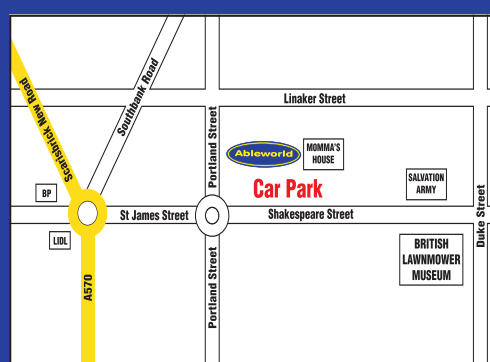 Scarisbrick New Road
Southbank Road
Linaker Street
Portland Street
Ableworld
MOMMA'S
HOUSE
Car Park
SALVATION
ARMY
BP
St James Street
Shakespeare Street
Duke Street
LIDL
BRITISH
LAWNMOWER
MUSEUM
A570
Portland Street